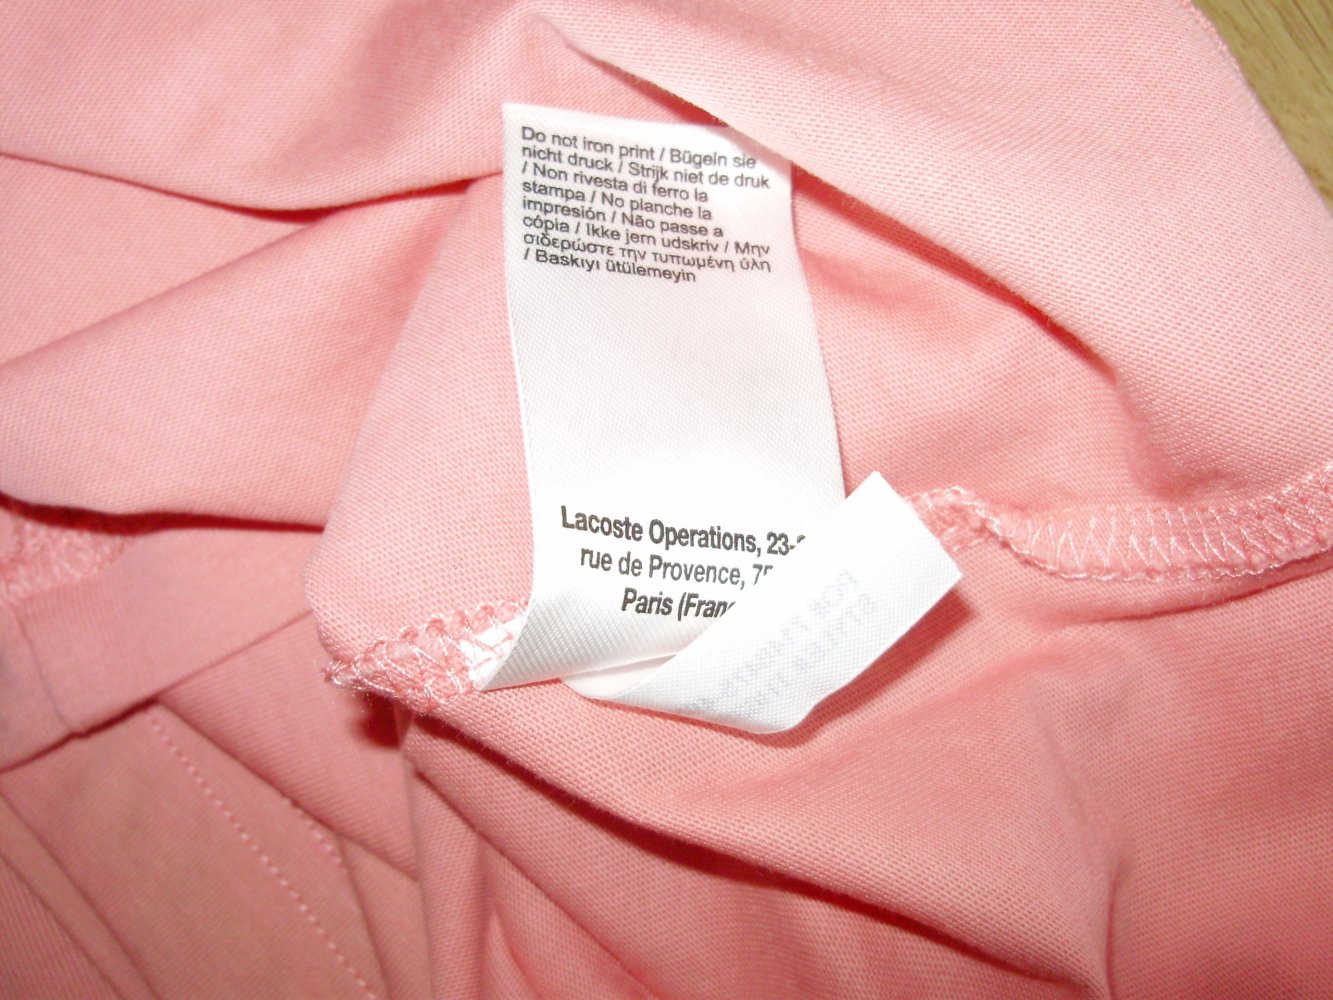 Do not iron print / Bügeln sie
nicht druck / Strijk niet de druk
/ Non rivesta di ferro la
stampa / No planche la
impresión / Não passe a
cópia / Ikke jern udskriv / Μην
σιδερώστε την τυπωμένη ύλη
/ Baskıyı ütülemeyin
Lacoste Operations, 23-
rue de Provence, 75
Paris (Fran